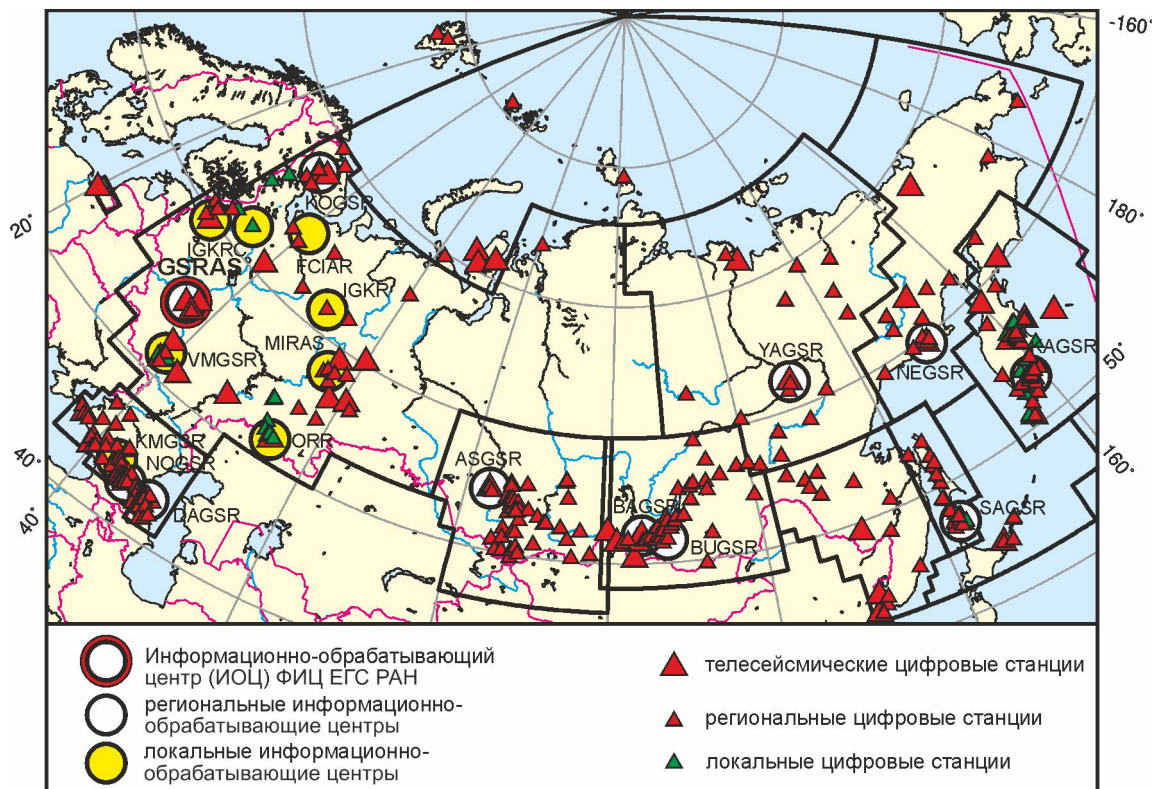 -160°
180°
20°
KOGSR
IGKRC
GSRAS
FCIAR
IGKR
VMGSR
MIRAS
YAGSR
NEGSR
KAGSR
50°
160°
40°
KMGSR
NOGSR
ORR
ASGSR
DAGSR
BAGSR
SAGSR
40°
BUGSR
Информационно-обрабатывающий
центр (ИОЦ) ФИЦ ЕГС РАН
региональные информационно-
обрабатывающие центры
локальные информационно-
обрабатывающие центры
телесейсмические цифровые станции
региональные цифровые станции
локальные цифровые станции